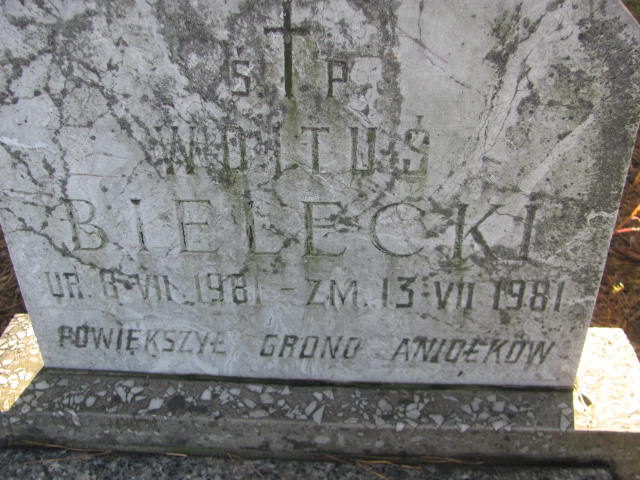 Ś P
WOJTUŚ
BIELECKI
UR. 8 VII 1981 - ZM. 13 VII 1981
POWIĘKSZYŁ GRONO ANIOŁKÓW